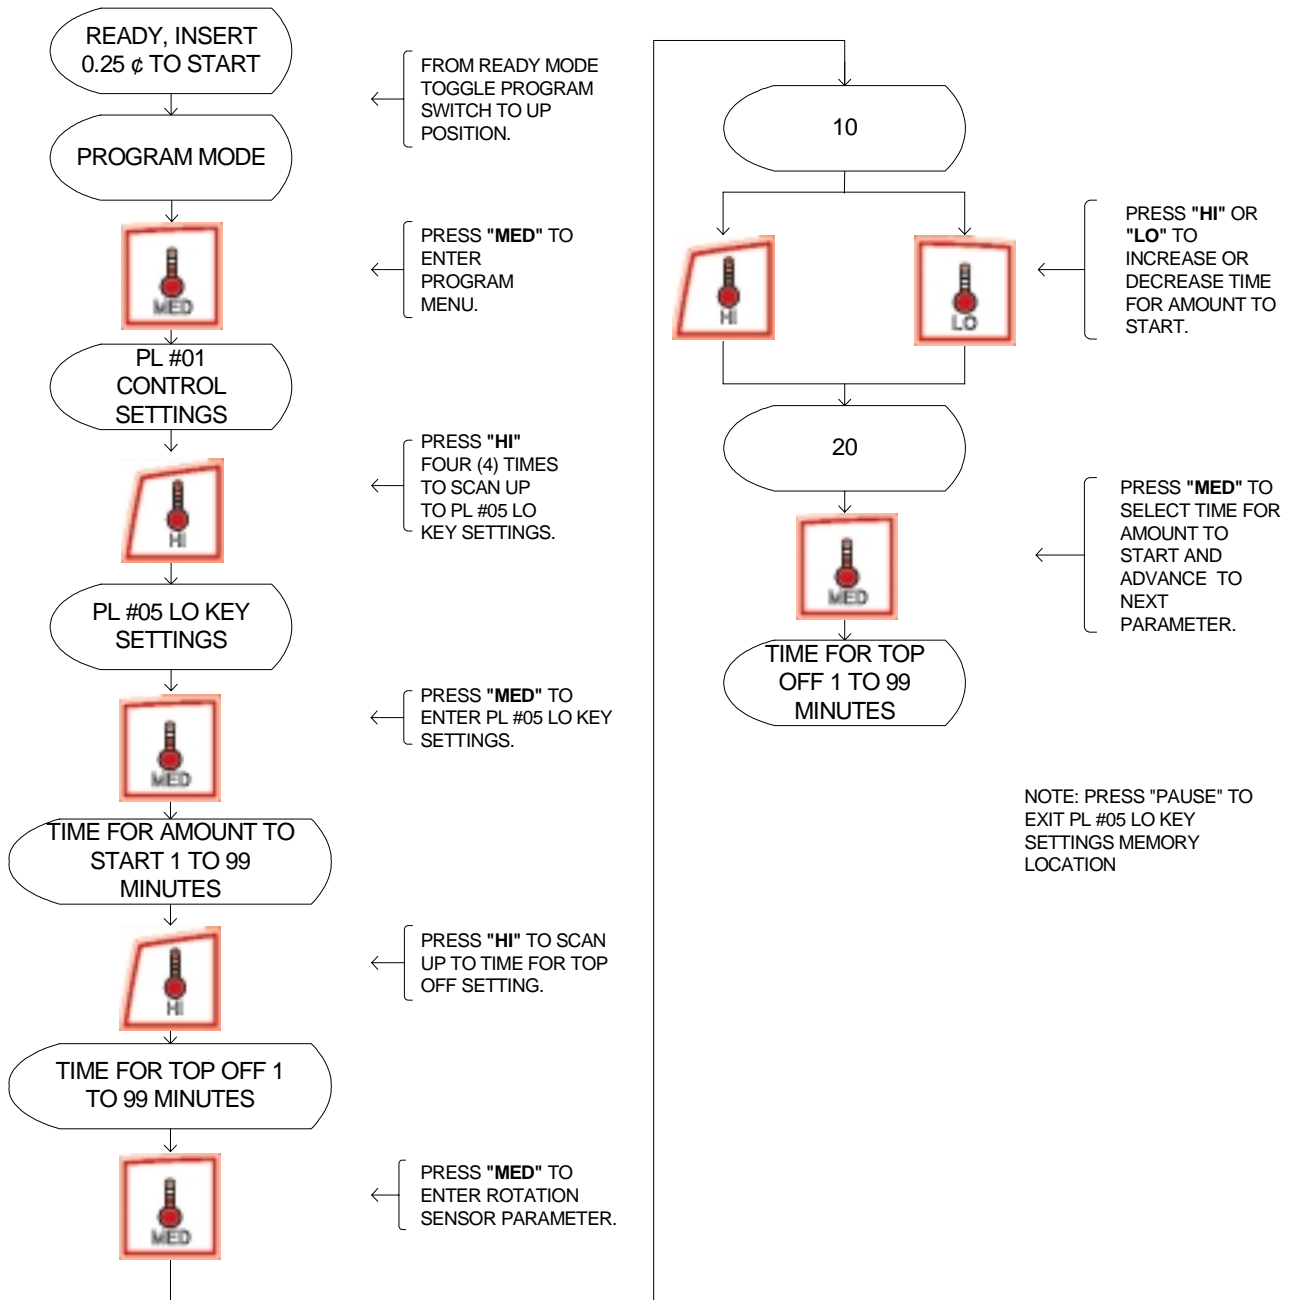 READY, INSERT
0.25 ¢ TO START
FROM READY MODE
TOGGLE PROGRAM
SWITCH TO UP
POSITION.
PROGRAM MODE
MED
PRESS "MED" TO
ENTER
PROGRAM
MENU.
PL #01
CONTROL
SETTINGS
HI
PRESS "HI"
FOUR (4) TIMES
TO SCAN UP
TO PL #05 LO
KEY SETTINGS.
PL #05 LO KEY
SETTINGS
MED
PRESS "MED" TO
ENTER PL #05 LO KEY
SETTINGS.
TIME FOR AMOUNT TO
START 1 TO 99
MINUTES
HI
PRESS "HI" TO SCAN
UP TO TIME FOR TOP
OFF SETTING.
TIME FOR TOP OFF 1
TO 99 MINUTES
MED
PRESS "MED" TO
ENTER ROTATION
SENSOR PARAMETER.
10
HI
LO
PRESS "HI" OR
"LO" TO
INCREASE OR
DECREASE TIME
FOR AMOUNT TO
START.
20
MED
PRESS "MED" TO
SELECT TIME FOR
AMOUNT TO
START AND
ADVANCE TO
NEXT
PARAMETER.
TIME FOR TOP
OFF 1 TO 99
MINUTES
NOTE: PRESS "PAUSE" TO
EXIT PL #05 LO KEY
SETTINGS MEMORY
LOCATION